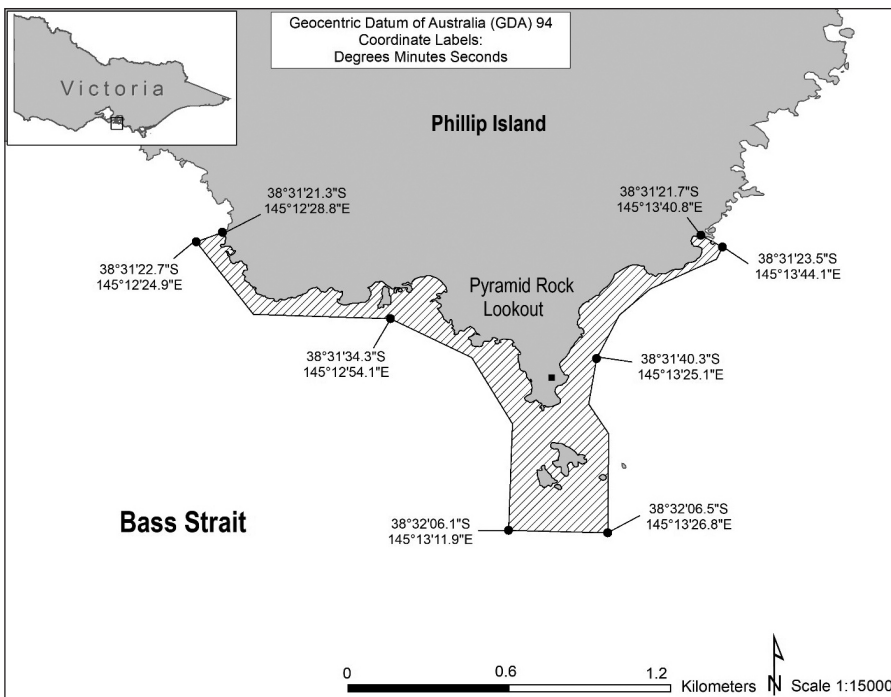 Geocentric Datum of Australia (GDA) 94
Coordinate Labels:
Degrees Minutes Seconds
Victoria
Phillip Island
38°31'21.3"S
145°12'28.8"E
38°31'21.7"S
145°13'40.8"E
38°31'22.7"S
145°12'24.9"E
38°31'23.5"S
145°13'44.1"E
Pyramid Rock
Lookout
38°31'34.3"S
145°12'54.1"E
38°31'40.3"S
145°13'25.1"E
Bass Strait
38°32'06.1"S
145°13'11.9"E
38°32'06.5"S
145°13'26.8"E
0 0.6 1.2 Kilometers N Scale 1:15000